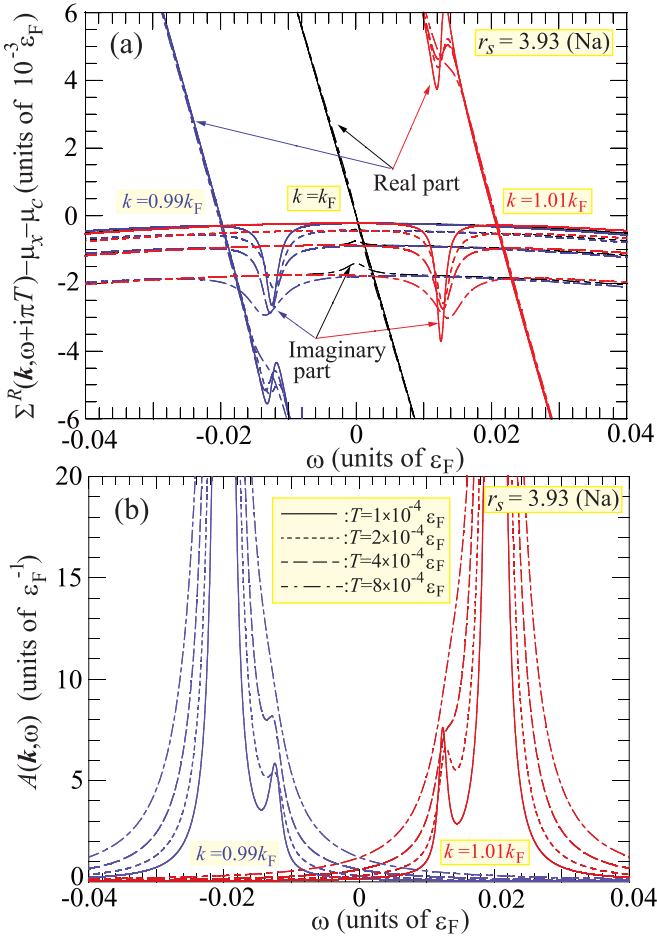 (a)
r_s = 3.93 (Na)
Σ^R(k,ω+iπT)−μ_x−μ_c (units of 10^-3 ε_F)
6
4
2
0
-2
-4
-6
Real part
k=0.99k_F
k=k_F
k=1.01k_F
Imaginary
part
-0.04 -0.02 0 0.02 0.04
ω (units of ε_F)
(b)
r_s = 3.93 (Na)
A(k,ω) (units of ε_F^-1)
20
15
10
5
0
:T=1×10^-4 ε_F
:T=2×10^-4 ε_F
:T=4×10^-4 ε_F
:T=8×10^-4 ε_F
k=0.99k_F
k=1.01k_F
-0.04 -0.02 0 0.02 0.04
ω (units of ε_F)